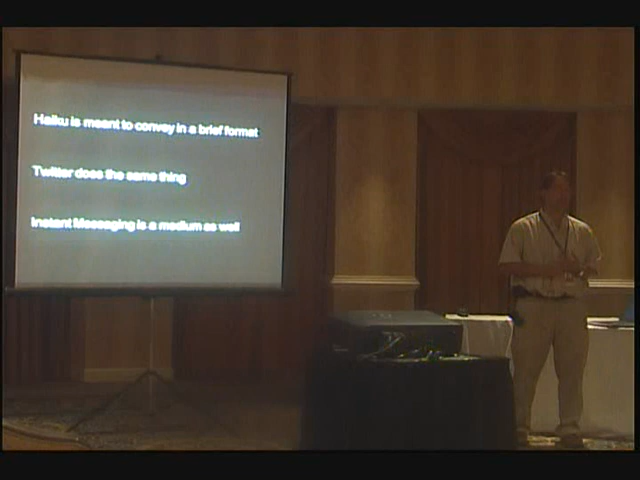 Haiku is meant to convey in a brief format
Twitter does the same thing
Instant Messaging is a medium as well